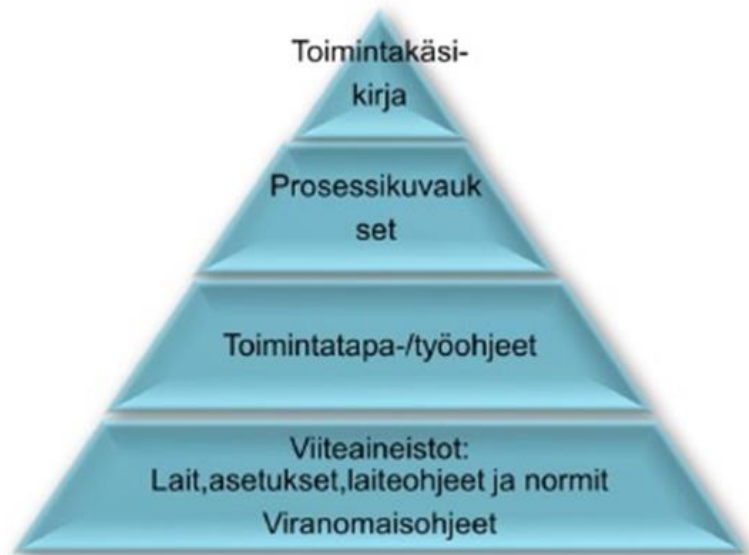 Toimintakäsi-
kirja
Prosessikuvauk
set
Toimintatapa-/työohjeet
Viiteaineistot:
Lait,asetukset,laiteohjeet ja normit
Viranomaisohjeet